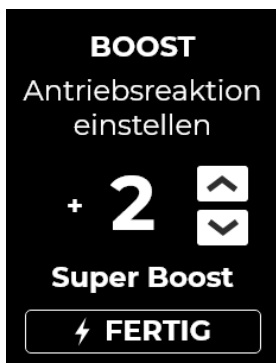 BOOST
Antriebsreaktion
einstellen
+ 2
Super Boost
FERTIG